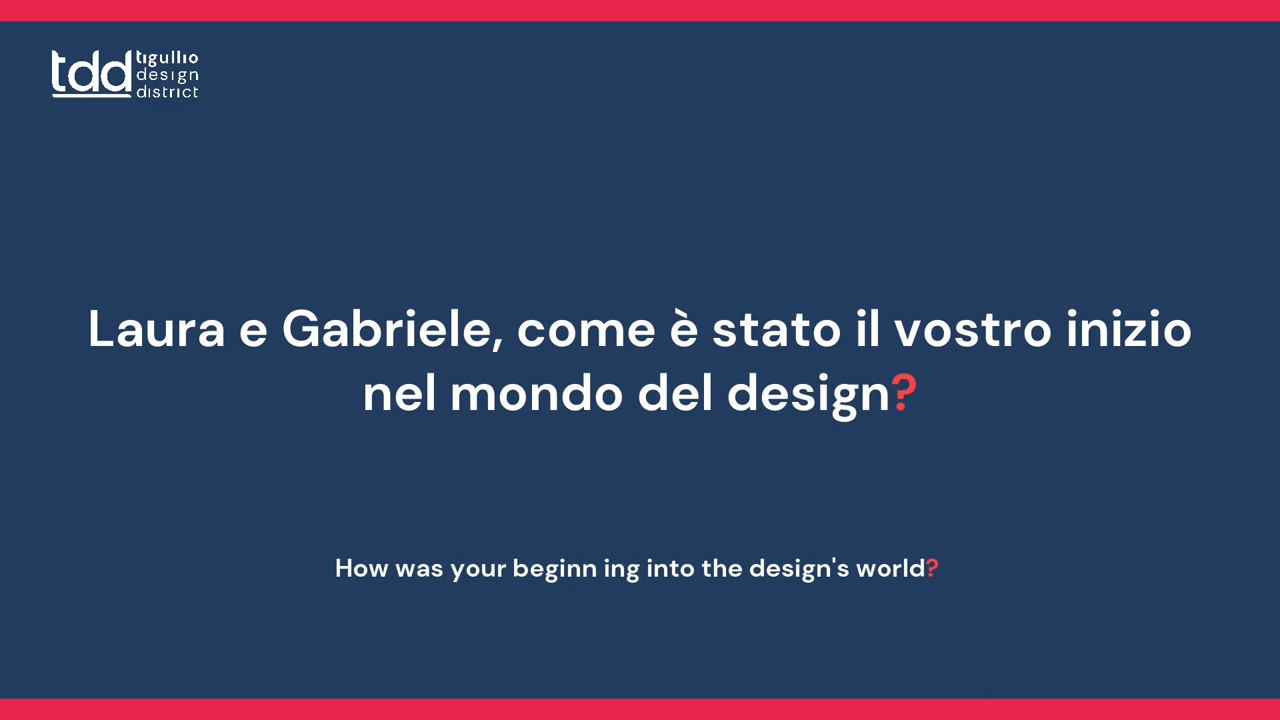 tdd
tigullio
design
district
Laura e Gabriele, come è stato il vostro inizio
nel mondo del design?
How was your beginn ing into the design's world?